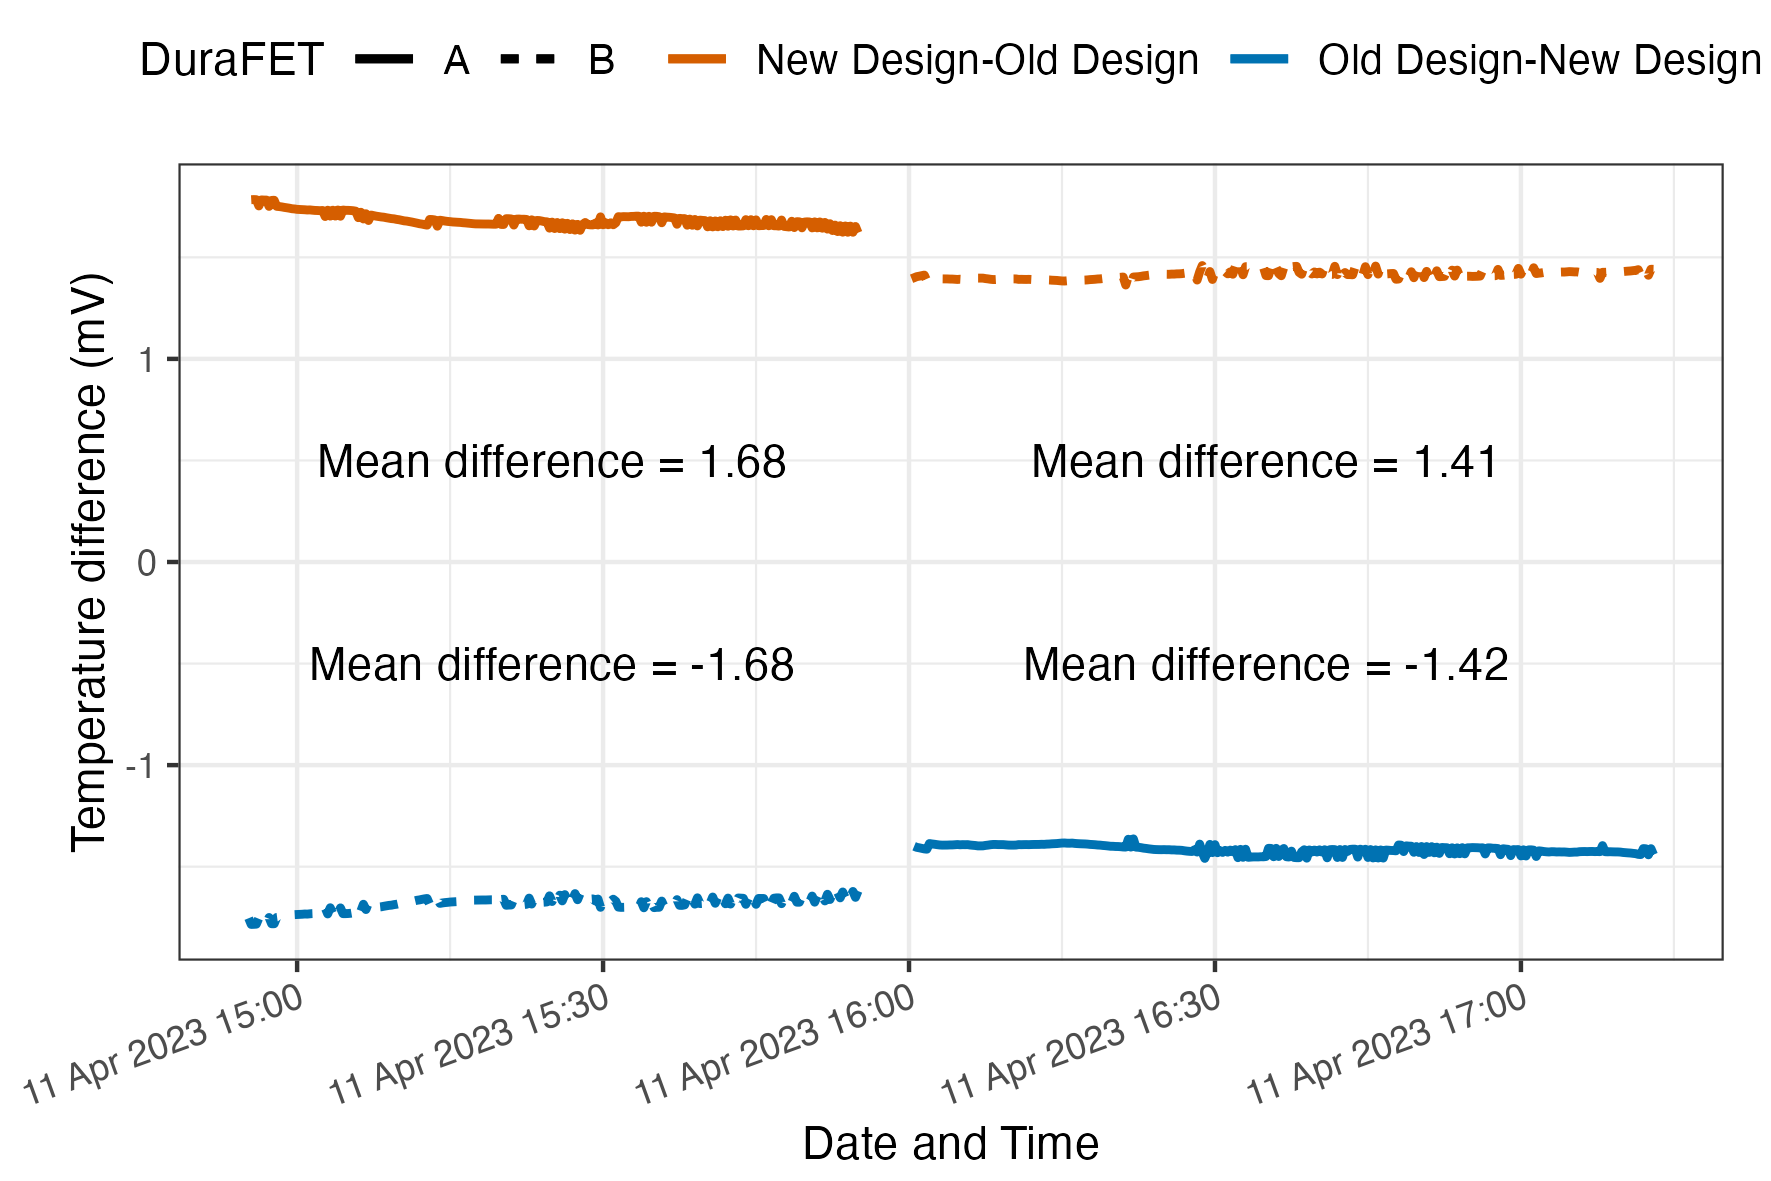 DuraFET A B New Design-Old Design Old Design-New Design
Temperature difference (mV)
1
0
-1
Mean difference = 1.68
Mean difference = 1.41
Mean difference = -1.68
Mean difference = -1.42
11 Apr 2023 15:00
11 Apr 2023 15:30
11 Apr 2023 16:00
11 Apr 2023 16:30
11 Apr 2023 17:00
Date and Time